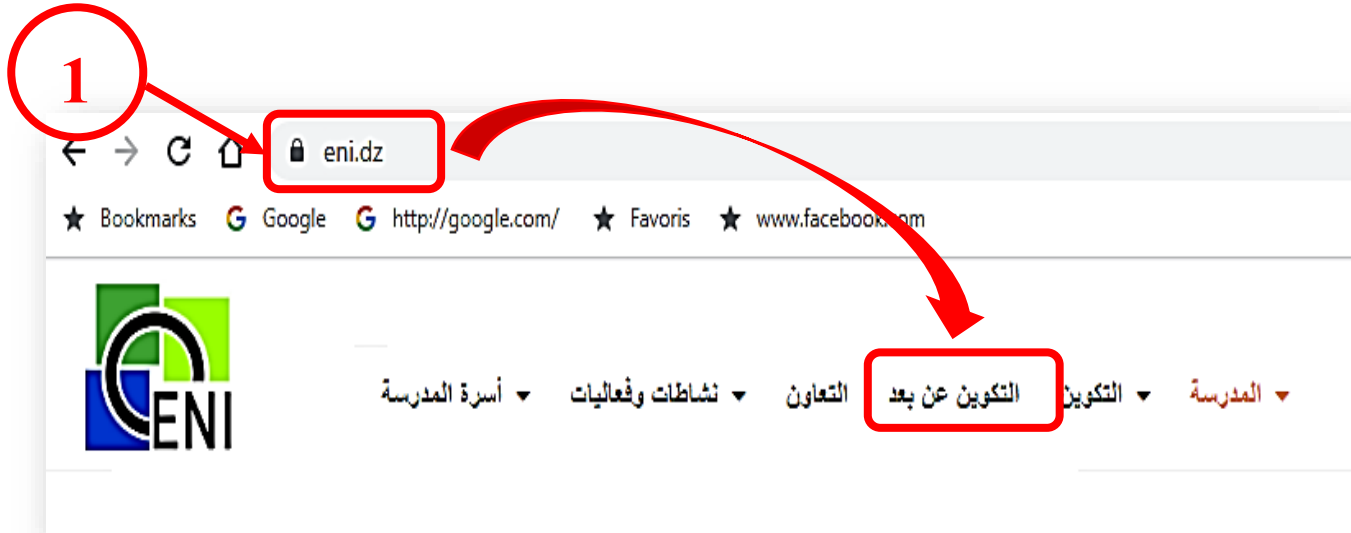 1
eni.dz
Bookmarks Google http://google.com/ Favoris www.facebook.com
المدرسة التكوين التكوين عن بعد التعاون نشاطات وفعاليات أسرة المدرسة
ENI